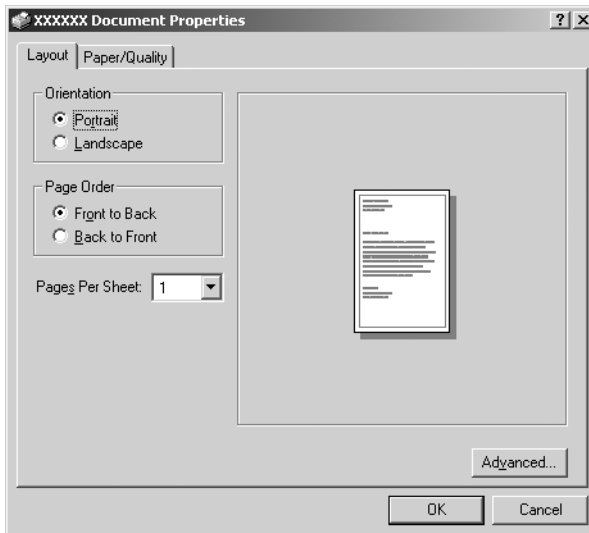 XXXXXX Document Properties
Layout
Paper/Quality
Orientation
Portrait
Landscape
Page Order
Front to Back
Back to Front
Pages Per Sheet: 1
Advanced...
OK
Cancel